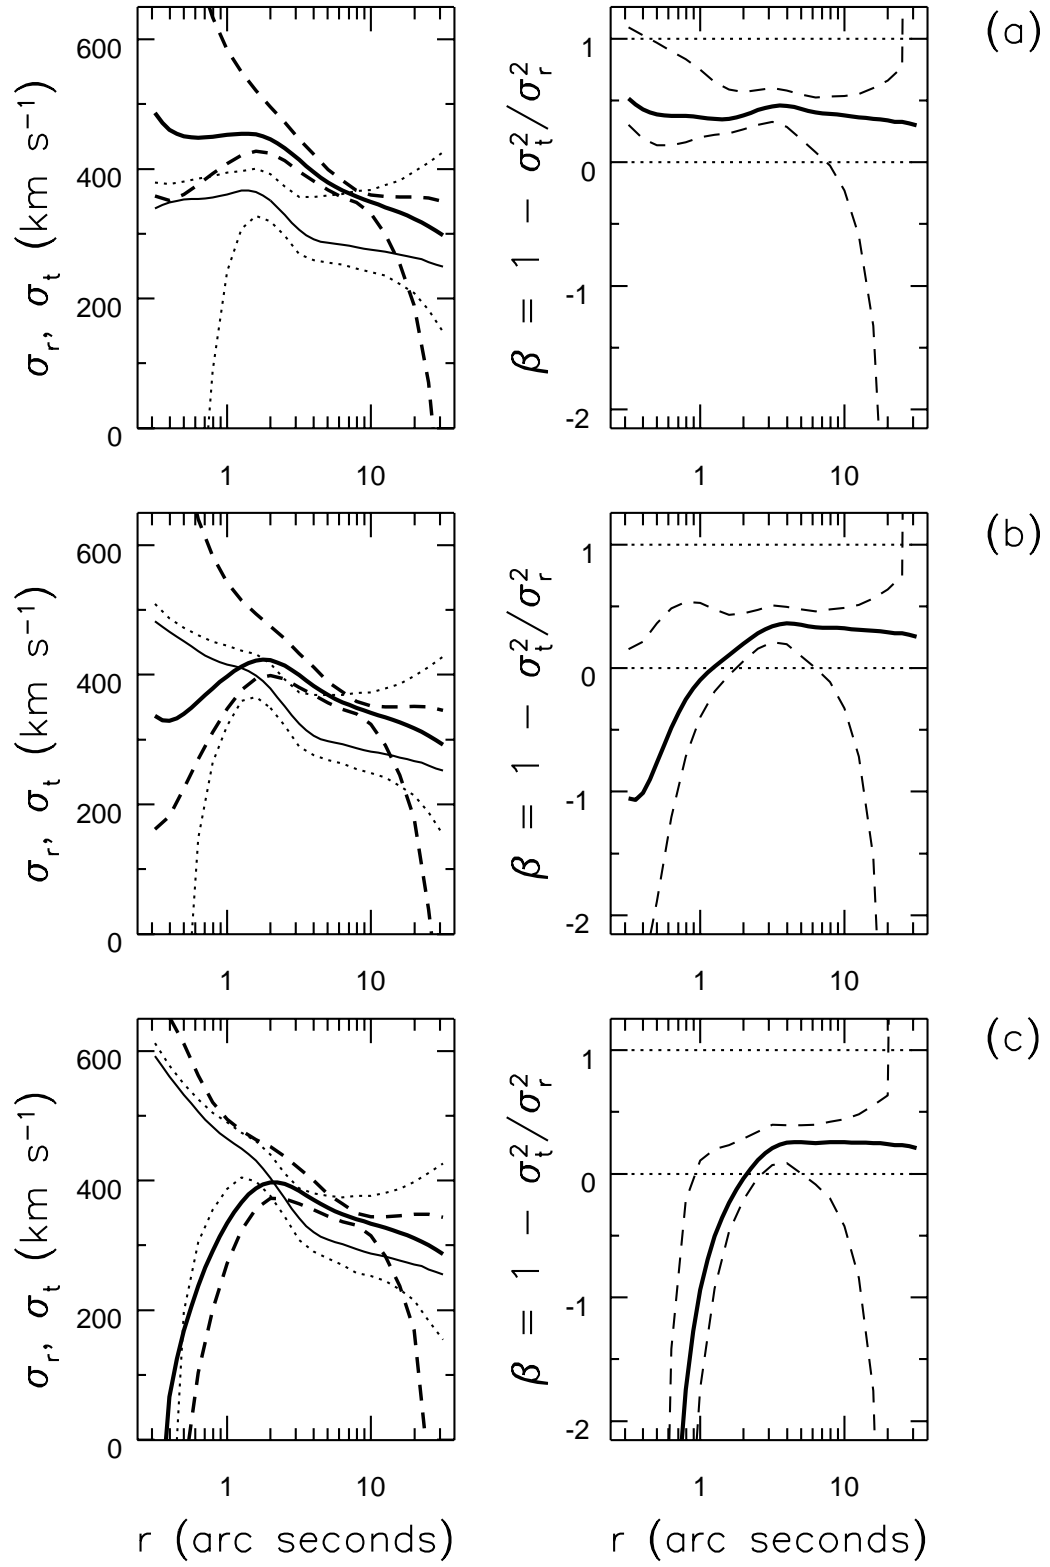 (a)
σr, σt (km s−1)
600
400
200
0
1 10
β = 1 − σt2/σr2
1
0
-1
-2
1 10
(b)
σr, σt (km s−1)
600
400
200
0
1 10
β = 1 − σt2/σr2
1
0
-1
-2
1 10
(c)
σr, σt (km s−1)
600
400
200
0
1 10
r (arc seconds)
β = 1 − σt2/σr2
1
0
-1
-2
1 10
r (arc seconds)